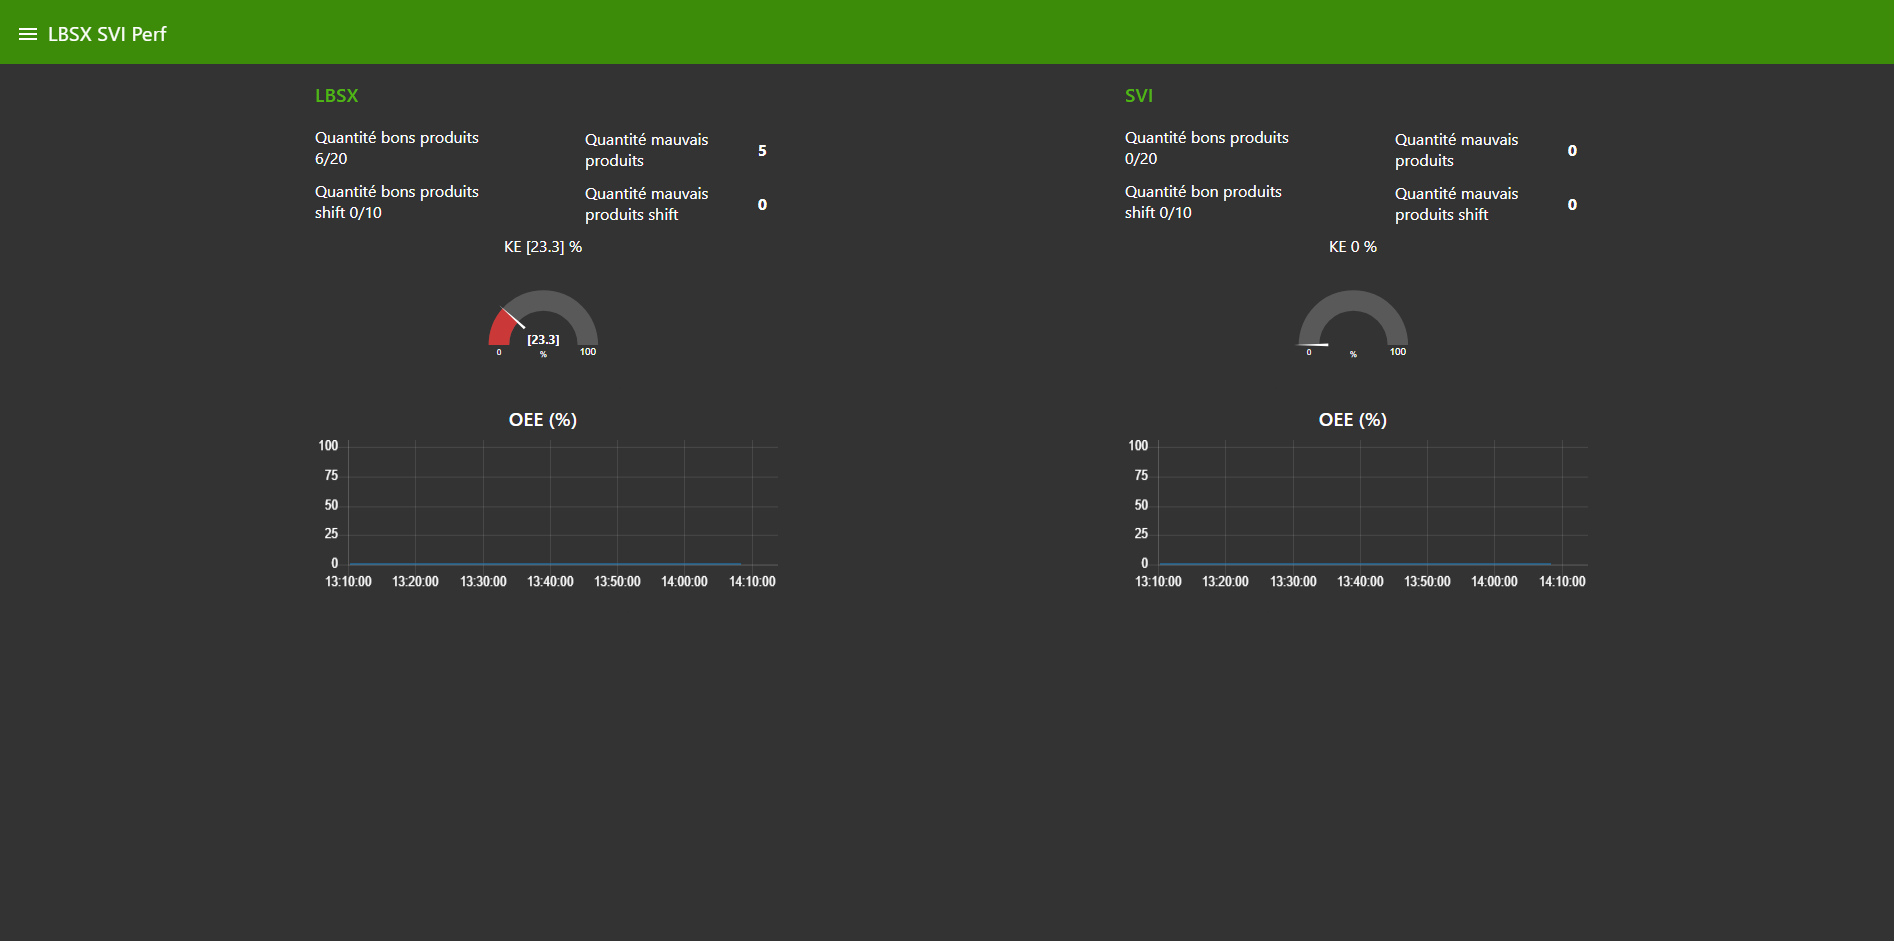 LBSX SVI Perf
LBSX
Quantité bons produits
6/20
Quantité mauvais
produits
5
Quantité bons produits
shift 0/10
Quantité mauvais
produits shift
0
KE [23.3] %
[23.3]
0
%
100
OEE (%)
100
75
50
25
0
13:10:00 13:20:00 13:30:00 13:40:00 13:50:00 14:00:00 14:10:00
SVI
Quantité bons produits
0/20
Quantité mauvais
produits
0
Quantité bon produits
shift 0/10
Quantité mauvais
produits shift
0
KE 0 %
0
%
100
OEE (%)
100
75
50
25
0
13:10:00 13:20:00 13:30:00 13:40:00 13:50:00 14:00:00 14:10:00